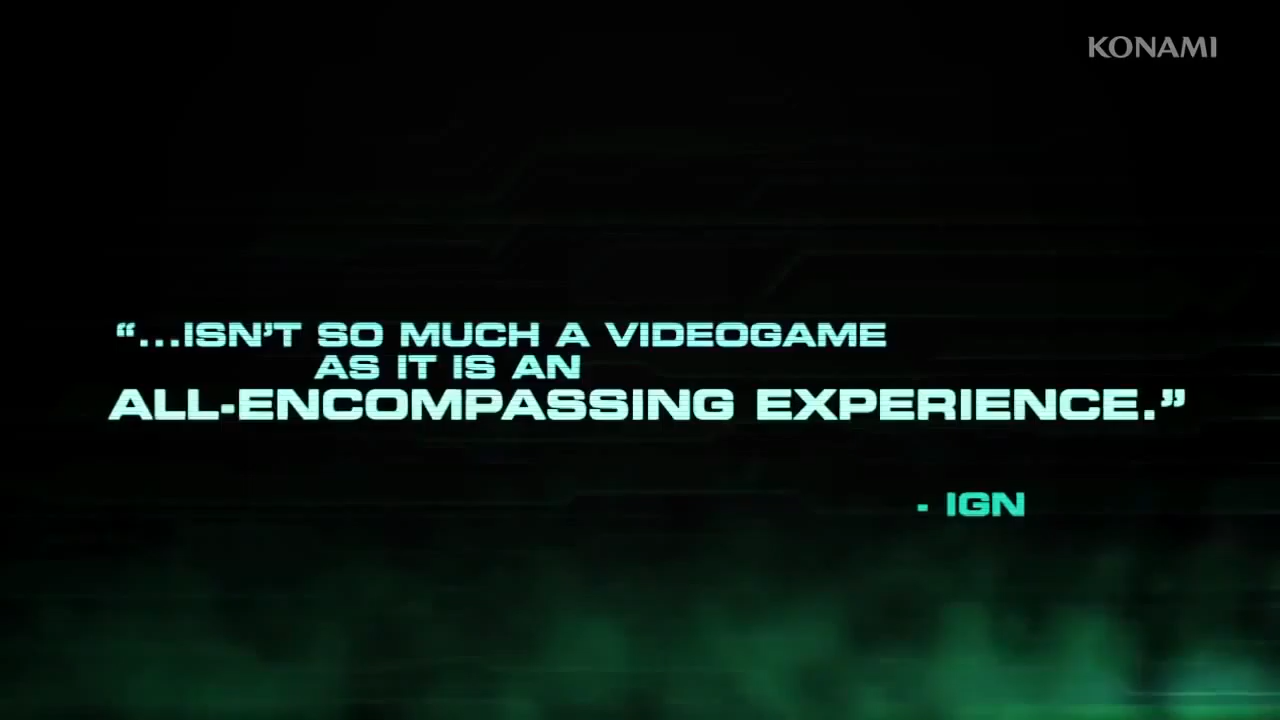 KONAMI
“...ISN’T SO MUCH A VIDEOGAME
AS IT IS AN
ALL-ENCOMPASSING EXPERIENCE.”
- IGN